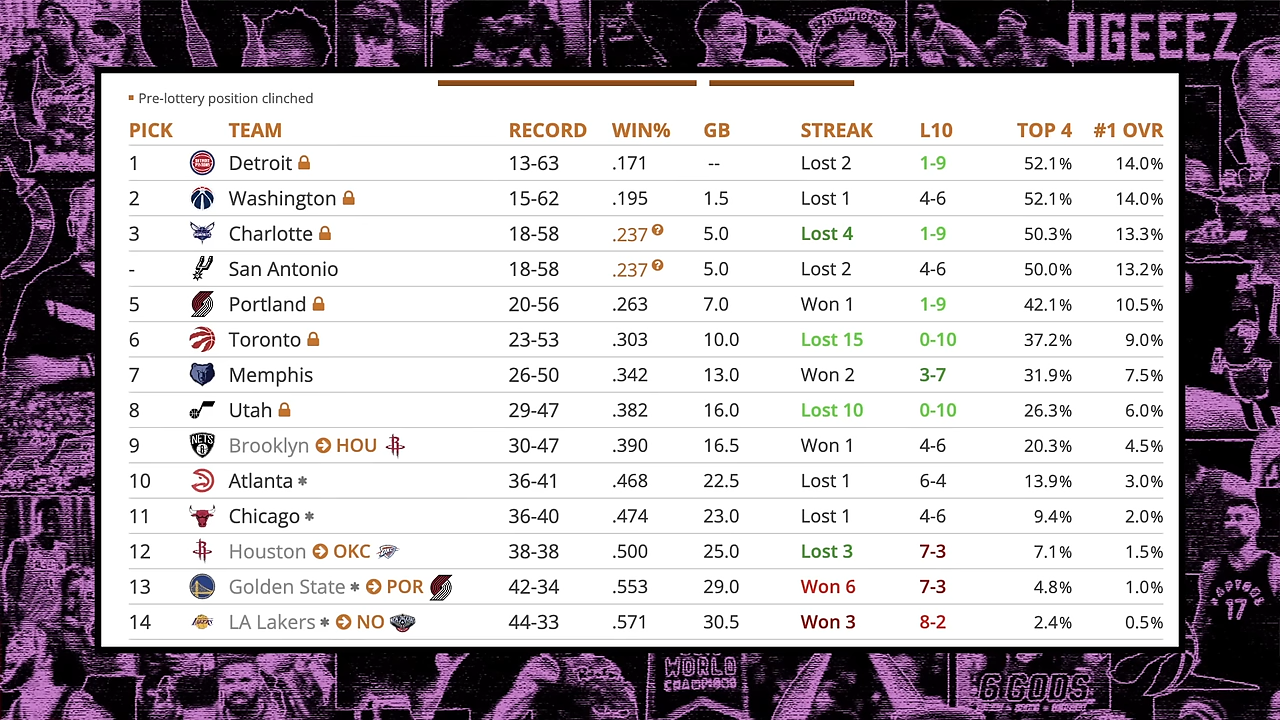 OGEEEZ
Pre-lottery position clinched
PICK TEAM RECORD WIN% GB STREAK L10 TOP 4 #1 OVR
1 Detroit 13-63 .171 -- Lost 2 1-9 52.1% 14.0%
2 Washington 15-62 .195 1.5 Lost 1 4-6 52.1% 14.0%
3 Charlotte 18-58 .237 ? 5.0 Lost 4 1-9 50.3% 13.3%
- San Antonio 18-58 .237 ? 5.0 Lost 2 4-6 50.0% 13.2%
5 Portland 20-56 .263 7.0 Won 1 1-9 42.1% 10.5%
6 Toronto 23-53 .303 10.0 Lost 15 0-10 37.2% 9.0%
7 Memphis 26-50 .342 13.0 Won 2 3-7 31.9% 7.5%
8 Utah 29-47 .382 16.0 Lost 10 0-10 26.3% 6.0%
9 NETS Brooklyn HOU 30-47 .390 16.5 Won 1 4-6 20.3% 4.5%
10 Atlanta * 36-41 .468 22.5 Lost 1 6-4 13.9% 3.0%
11 Chicago * 36-40 .474 23.0 Lost 1 4-6 9.4% 2.0%
12 Houston OKC 38-38 .500 25.0 Lost 3 7-3 7.1% 1.5%
13 Golden State * POR 42-34 .553 29.0 Won 6 7-3 4.8% 1.0%
14 LA Lakers * NO 44-33 .571 30.5 Won 3 8-2 2.4% 0.5%
17
WORLD
CHAMPIONS
6 GODS